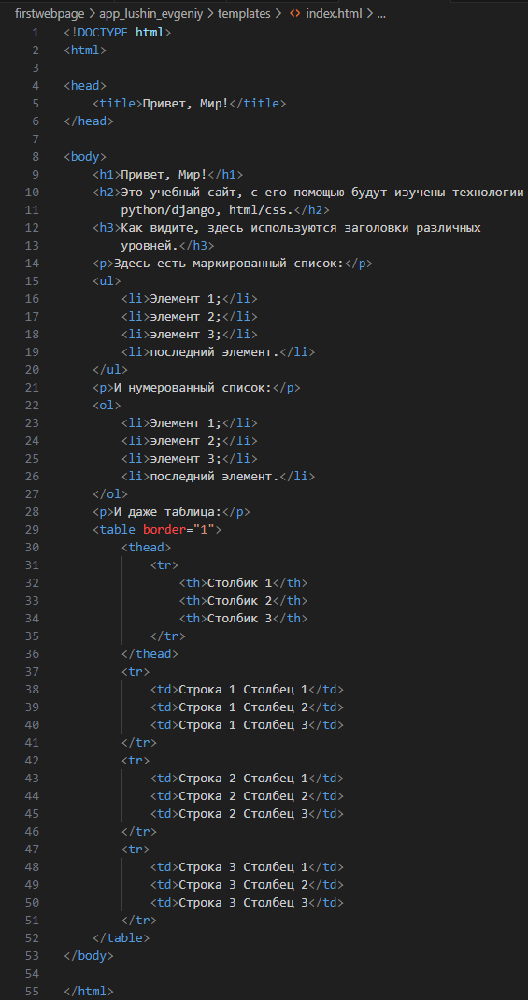 firstwebpage > app_lushin_evgeniy > templates > <> index.html > ...
1 <!DOCTYPE html>
2 <html>
3
4 <head>
5 <title>Привет, Мир!</title>
6 </head>
7
8 <body>
9 <h1>Привет, Мир!</h1>
10 <h2>Это учебный сайт, с его помощью будут изучены технологии
11 python/django, html/css.</h2>
12 <h3>Как видите, здесь используются заголовки различных
13 уровней.</h3>
14 <p>Здесь есть маркированный список:</p>
15 <ul>
16 <li>Элемент 1;</li>
17 <li>элемент 2;</li>
18 <li>элемент 3;</li>
19 <li>последний элемент.</li>
20 </ul>
21 <p>И нумерованный список:</p>
22 <ol>
23 <li>Элемент 1;</li>
24 <li>элемент 2;</li>
25 <li>элемент 3;</li>
26 <li>последний элемент.</li>
27 </ol>
28 <p>И даже таблица:</p>
29 <table border="1">
30 <thead>
31 <tr>
32 <th>Столбик 1</th>
33 <th>Столбик 2</th>
34 <th>Столбик 3</th>
35 </tr>
36 </thead>
37 <tr>
38 <td>Строка 1 Столбец 1</td>
39 <td>Строка 1 Столбец 2</td>
40 <td>Строка 1 Столбец 3</td>
41 </tr>
42 <tr>
43 <td>Строка 2 Столбец 1</td>
44 <td>Строка 2 Столбец 2</td>
45 <td>Строка 2 Столбец 3</td>
46 </tr>
47 <tr>
48 <td>Строка 3 Столбец 1</td>
49 <td>Строка 3 Столбец 2</td>
50 <td>Строка 3 Столбец 3</td>
51 </tr>
52 </table>
53 </body>
54
55 </html>